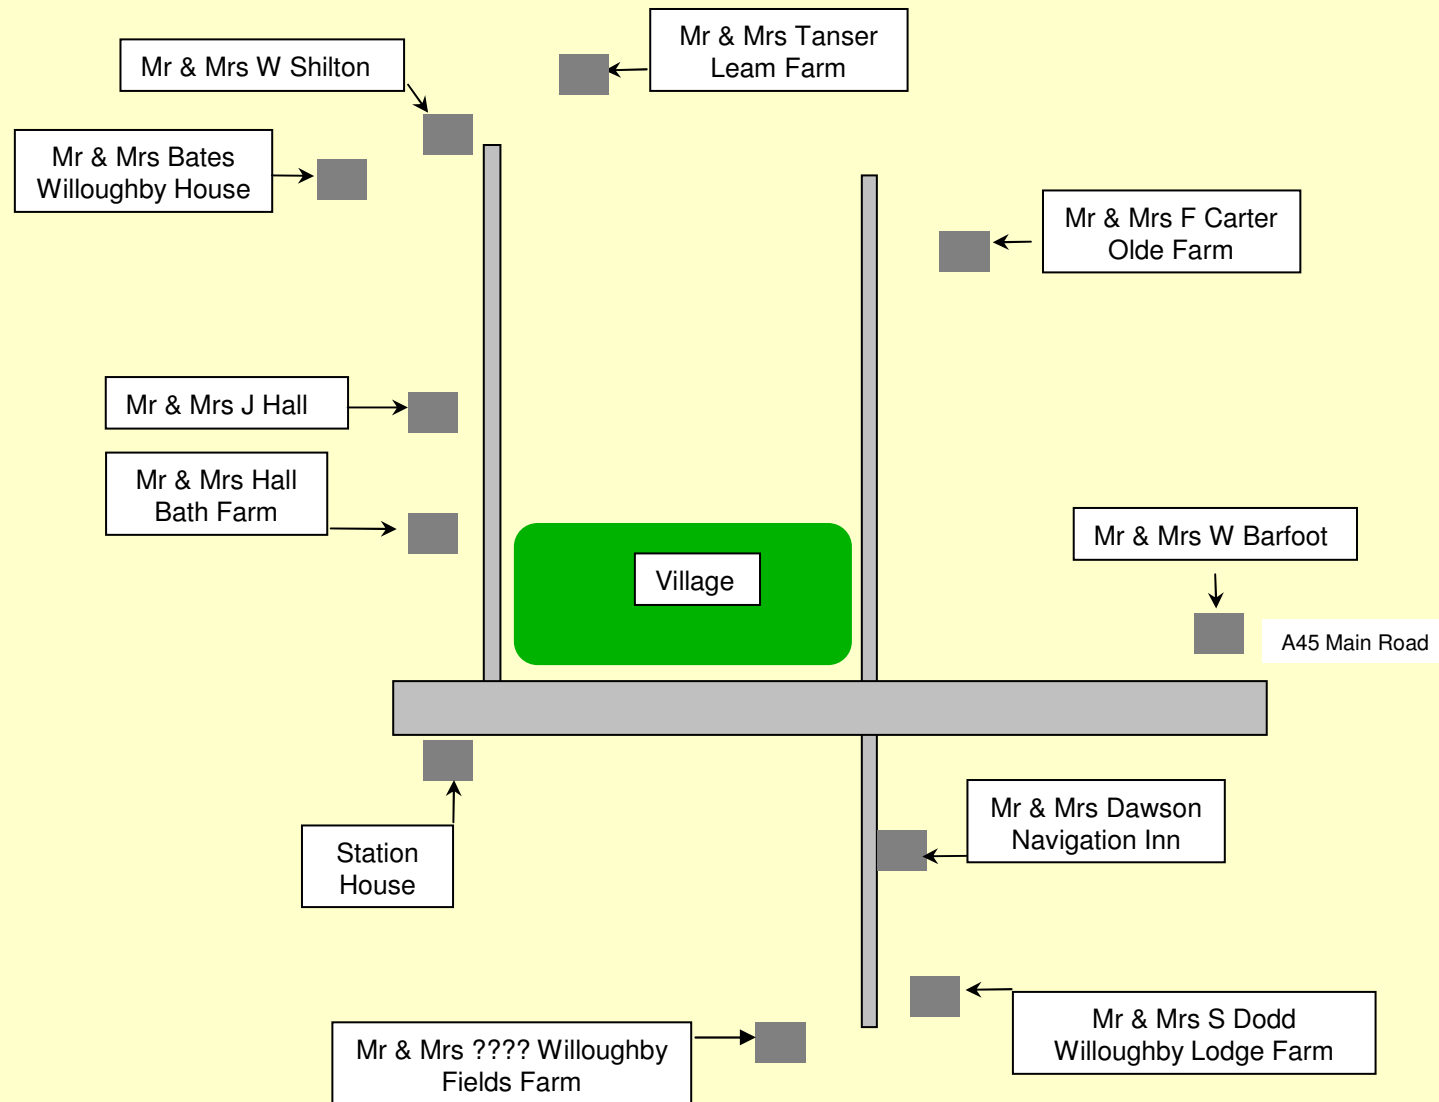 Mr & Mrs Tanser
Leam Farm
Mr & Mrs W Shilton
Mr & Mrs Bates
Willoughby House
Mr & Mrs F Carter
Olde Farm
Mr & Mrs J Hall
Mr & Mrs Hall
Bath Farm
Mr & Mrs W Barfoot
Village
A45 Main Road
Mr & Mrs Dawson
Navigation Inn
Station
House
Mr & Mrs S Dodd
Willoughby Lodge Farm
Mr & Mrs ???? Willoughby
Fields Farm